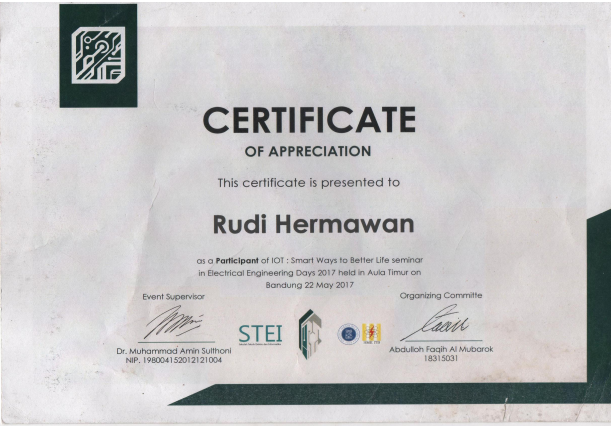 CERTIFICATE
OF APPRECIATION
This certificate is presented to
Rudi Hermawan
as a Participant of IOT : Smart Ways to Better Life seminar
in Electrical Engineering Days 2017 held in Aula Timur on
Bandung 22 May 2017
Event Supervisor
Organizing Committe
STEI
Dr. Muhammad Amin Sulthoni
NIP. 198004152012121004
Abdulloh Faqih Al Mubarok
18315031